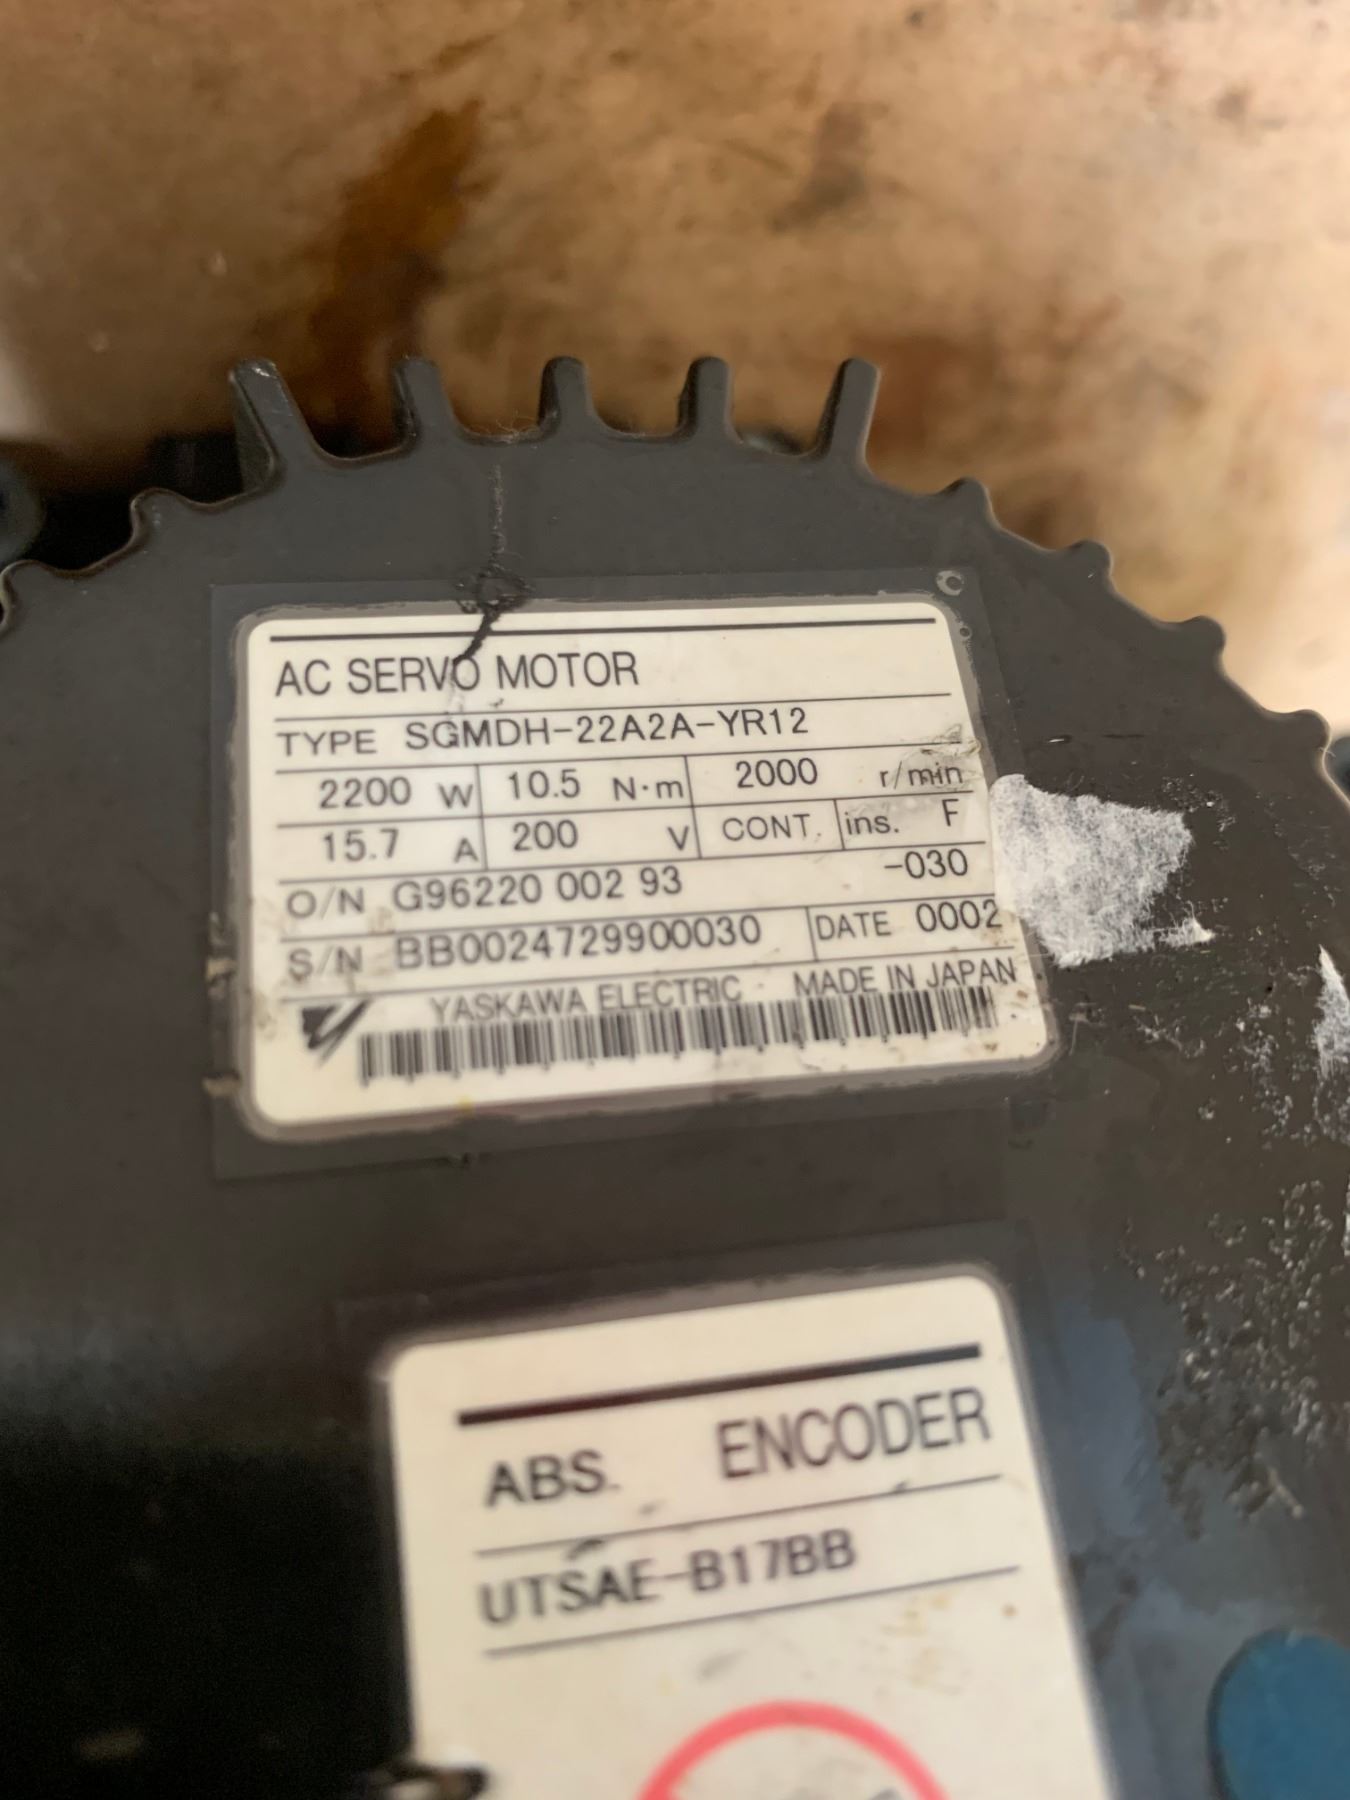 AC SERVO MOTOR
TYPE SGMDH-22A2A-YR12
2200 W 10.5 N·m 2000 r/min
15.7 A 200 V CONT. ins. F
O/N G96220 002 93 -030
S/N BB0024729900030 DATE 0002
YASKAWA ELECTRIC MADE IN JAPAN
ABS. ENCODER
UTSAE-B17BB